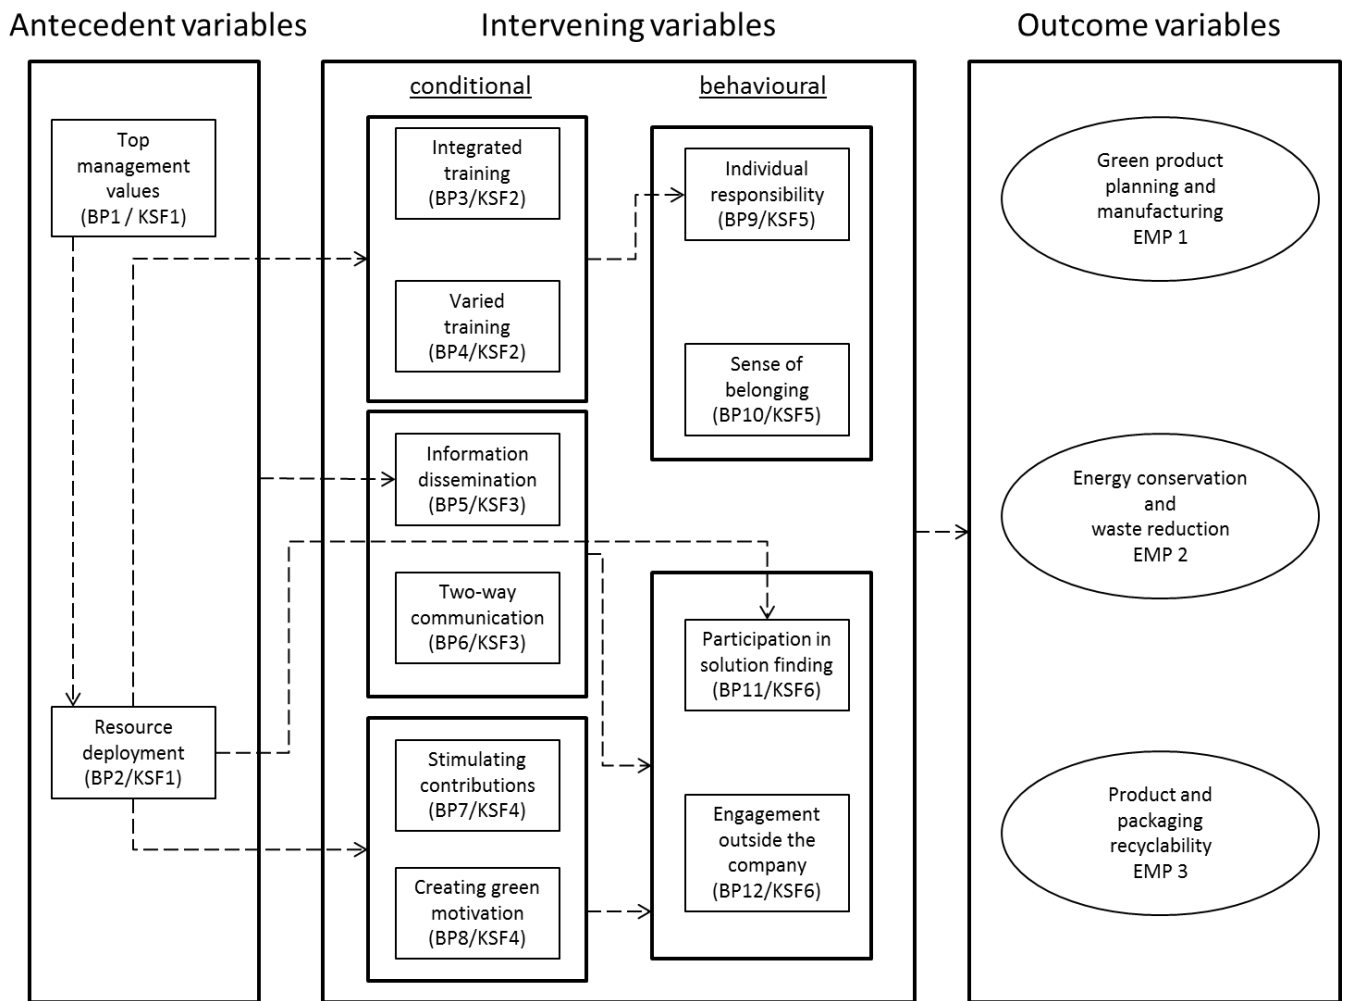 Antecedent variables
Intervening variables
Outcome variables
conditional
behavioural
Top
management
values
(BP1 / KSF1)
Resource
deployment
(BP2/KSF1)
Integrated
training
(BP3/KSF2)
Varied
training
(BP4/KSF2)
Information
dissemination
(BP5/KSF3)
Two-way
communication
(BP6/KSF3)
Stimulating
contributions
(BP7/KSF4)
Creating green
motivation
(BP8/KSF4)
Individual
responsibility
(BP9/KSF5)
Sense of
belonging
(BP10/KSF5)
Participation in
solution finding
(BP11/KSF6)
Engagement
outside the
company
(BP12/KSF6)
Green product
planning and
manufacturing
EMP 1
Energy conservation
and
waste reduction
EMP 2
Product and
packaging
recyclability
EMP 3